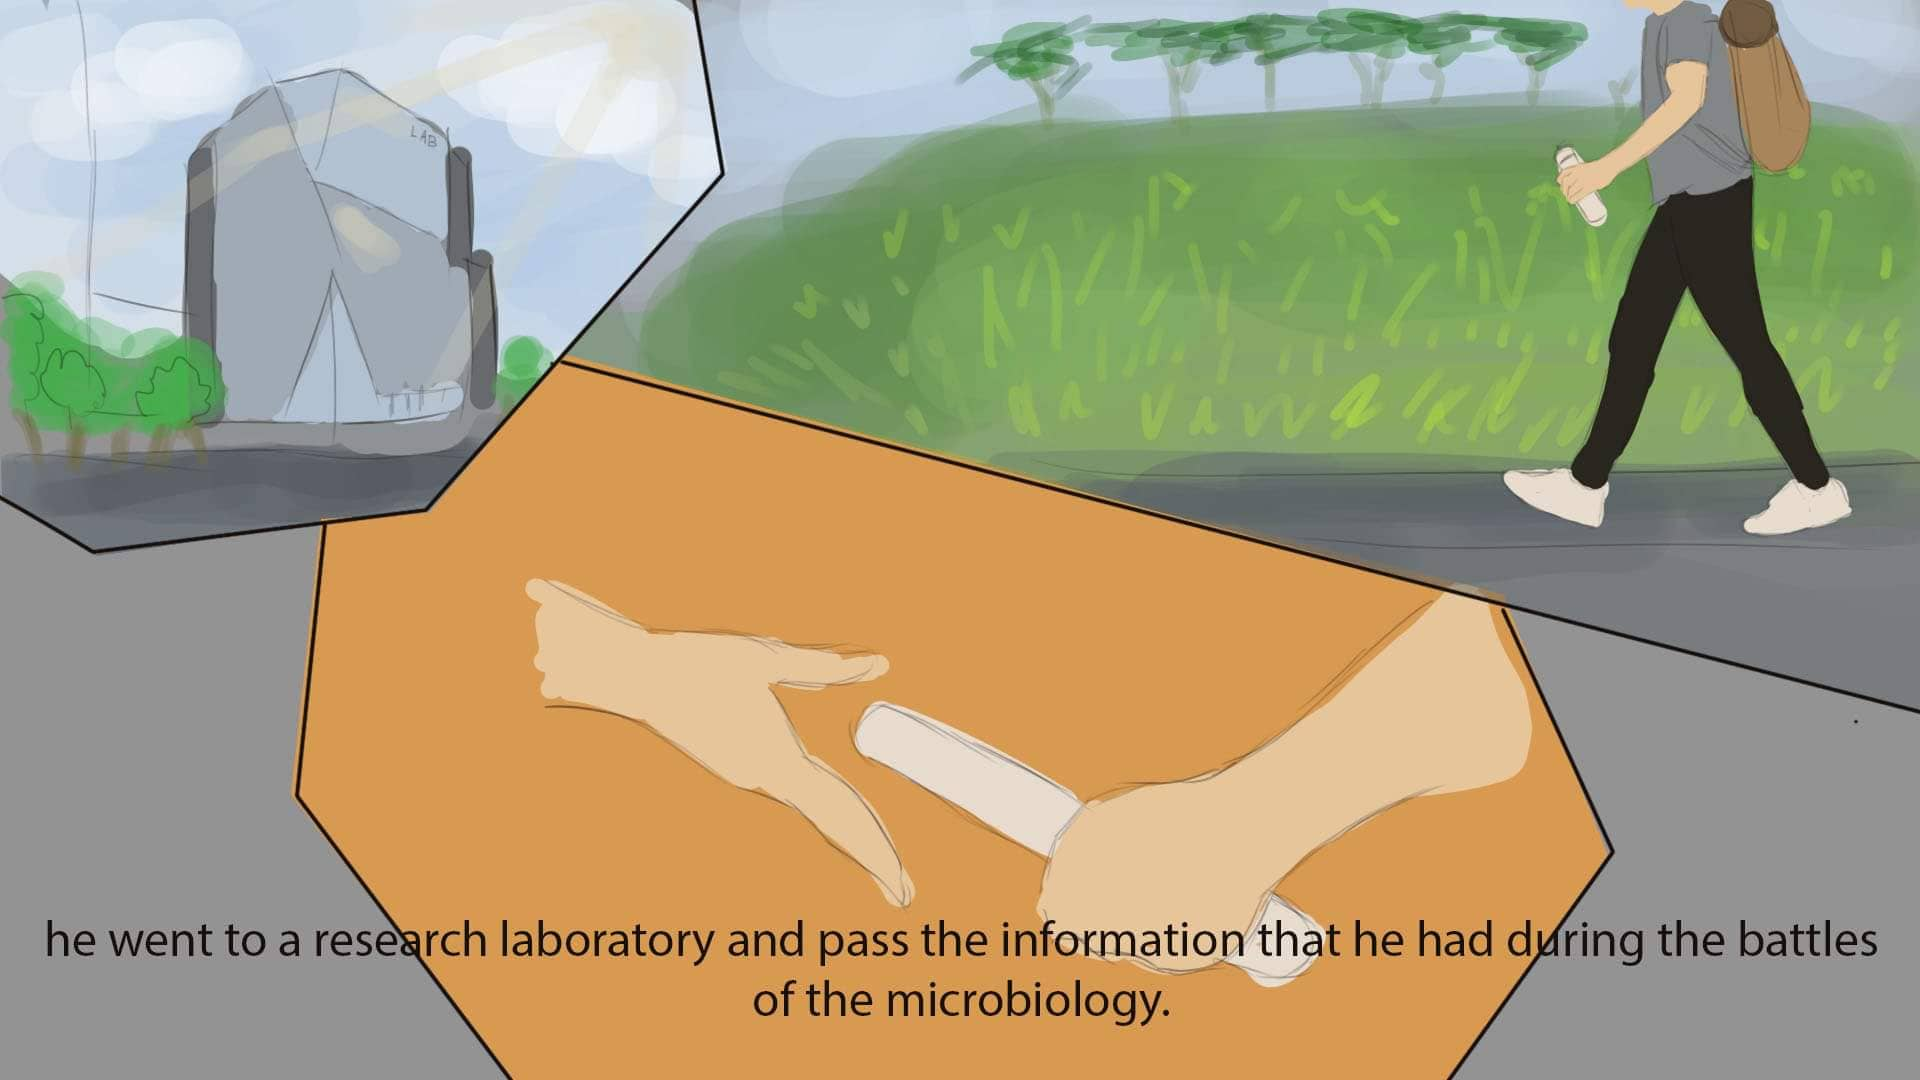 LAB
he went to a research laboratory and pass the information that he had during the battles
of the microbiology.